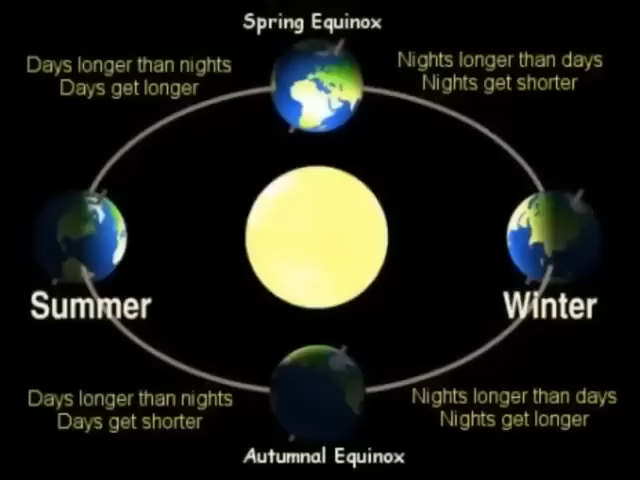 Spring Equinox
Days longer than nights
Days get longer
Nights longer than days
Nights get shorter
Summer
Winter
Days longer than nights
Days get shorter
Nights longer than days
Nights get longer
Autumnal Equinox